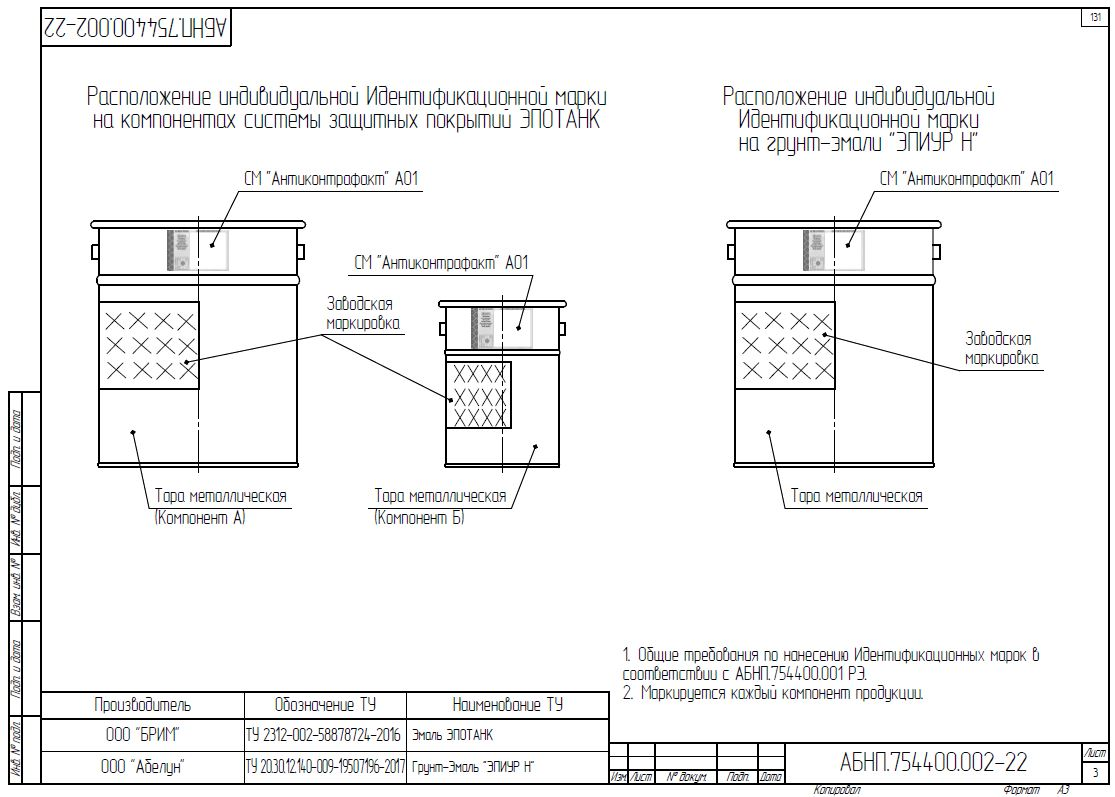 АБНП.754400.002-22
131
Расположение индивидуальной Идентификационной марки
на компонентах системы защитных покрытий ЭПОТАНК
Расположение индивидуальной
Идентификационной марки
на грунт-эмали "ЭПИУР Н"
СМ "Антиконтрафакт" А01
СМ "Антиконтрафакт" А01
СМ "Антиконтрафакт" А01
Заводская
маркировка
Заводская
маркировка
Тара металлическая
(Компонент А)
Тара металлическая
(Компонент Б)
Тара металлическая
1. Общие требования по нанесению Идентификационных марок в
соответствии с АБНП.754400.001 РЭ.
2. Маркируется каждый компонент продукции.
Производитель Обозначение ТУ Наименование ТУ
ООО "БРИМ" ТУ 2312-002-58878724-2016 Эмаль ЭПОТАНК
ООО "Абелун" ТУ 20.30.12.140-009-19507196-2017 Грунт-Эмаль "ЭПИУР Н"
Подп. и дата
Инв. № дубл.
Взам. инв. №
Подп. и дата
Инв. № подл.
Изм. Лист № докум. Подп. Дата
АБНП.754400.002-22
Лист
3
Копировал Формат А3